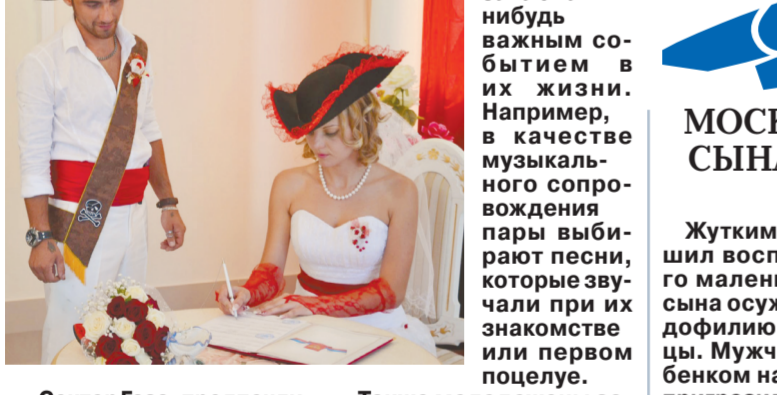 нибудь
важным со-
бытием в
их жизни.
Например,
в качестве
музыкаль-
ного сопро-
вождения
пары выби-
рают песни,
которые зву-
чали при их
знакомстве
или первом
поцелуе.
СЫНА
Жутким
шил восп
го малень
сына осуж
дофилию
цы. Мужч
бенком на